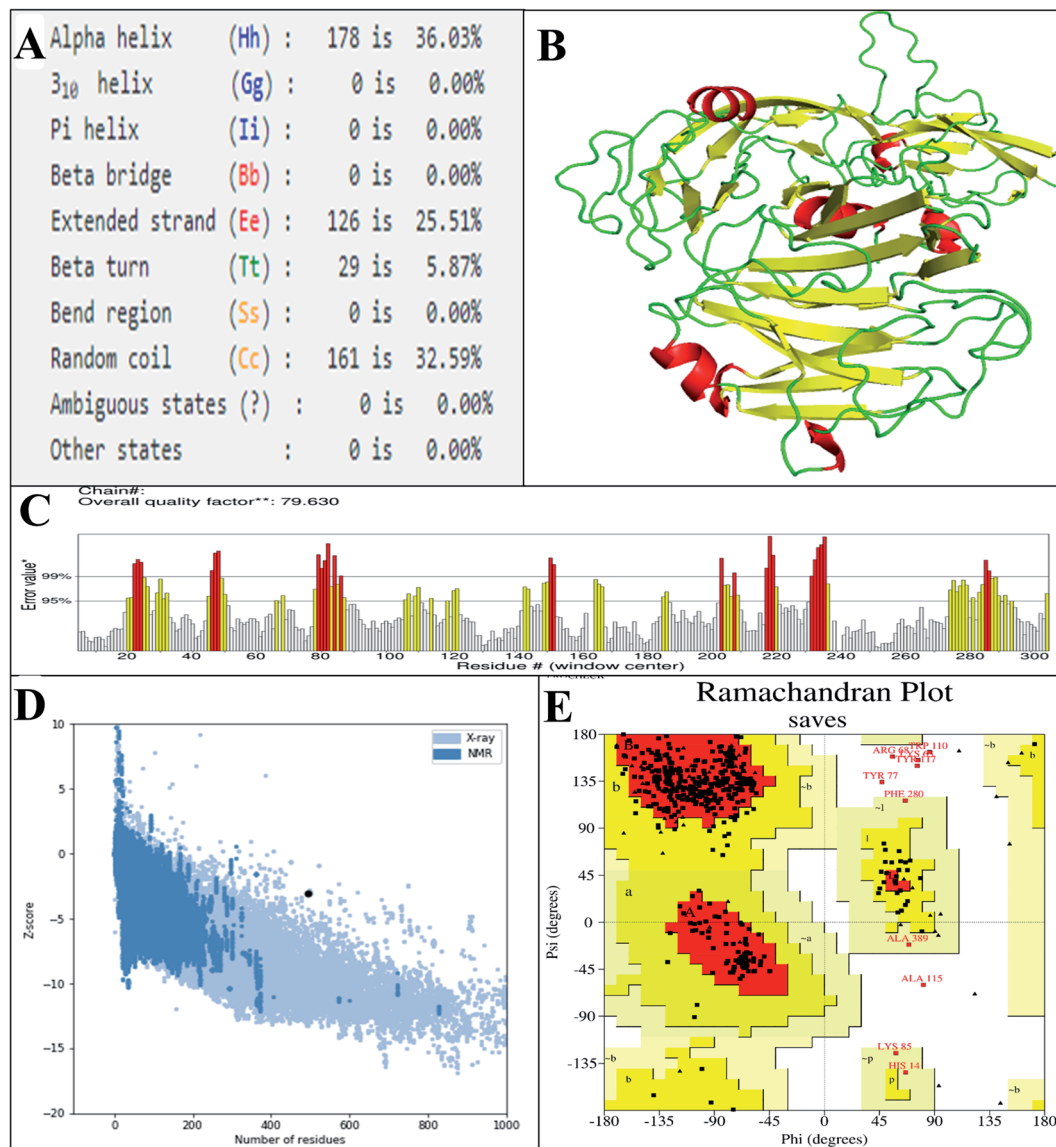 A
Alpha helix (Hh) : 178 is 36.03%
3₁₀ helix (Gg) : 0 is 0.00%
Pi helix (Ii) : 0 is 0.00%
Beta bridge (Bb) : 0 is 0.00%
Extended strand (Ee) : 126 is 25.51%
Beta turn (Tt) : 29 is 5.87%
Bend region (Ss) : 0 is 0.00%
Random coil (Cc) : 161 is 32.59%
Ambiguous states (?) : 0 is 0.00%
Other states : 0 is 0.00%
B
C
Chain#:
Overall quality factor**: 79.630
Error value*
99%
95%
20 40 60 80 100 120 140 160 180 200 220 240 260 280 300
Residue # (window center)
D
X-ray
NMR
Z-score
10
5
0
−5
−10
−15
−20
0 200 400 600 800 1000
Number of residues
E
Ramachandran Plot
saves
Psi (degrees)
180
135
90
45
0
-45
-90
-135
B
b
~b
a
A
~a
b
~b
~b
b
~l
l
~p
p
~b
~b
TRP 110
ARG 68
TYR 77
PHE 280
ALA 389
ALA 115
LYS 85
HIS 14
-180 -135 -90 -45 0 45 90 135 180
Phi (degrees)